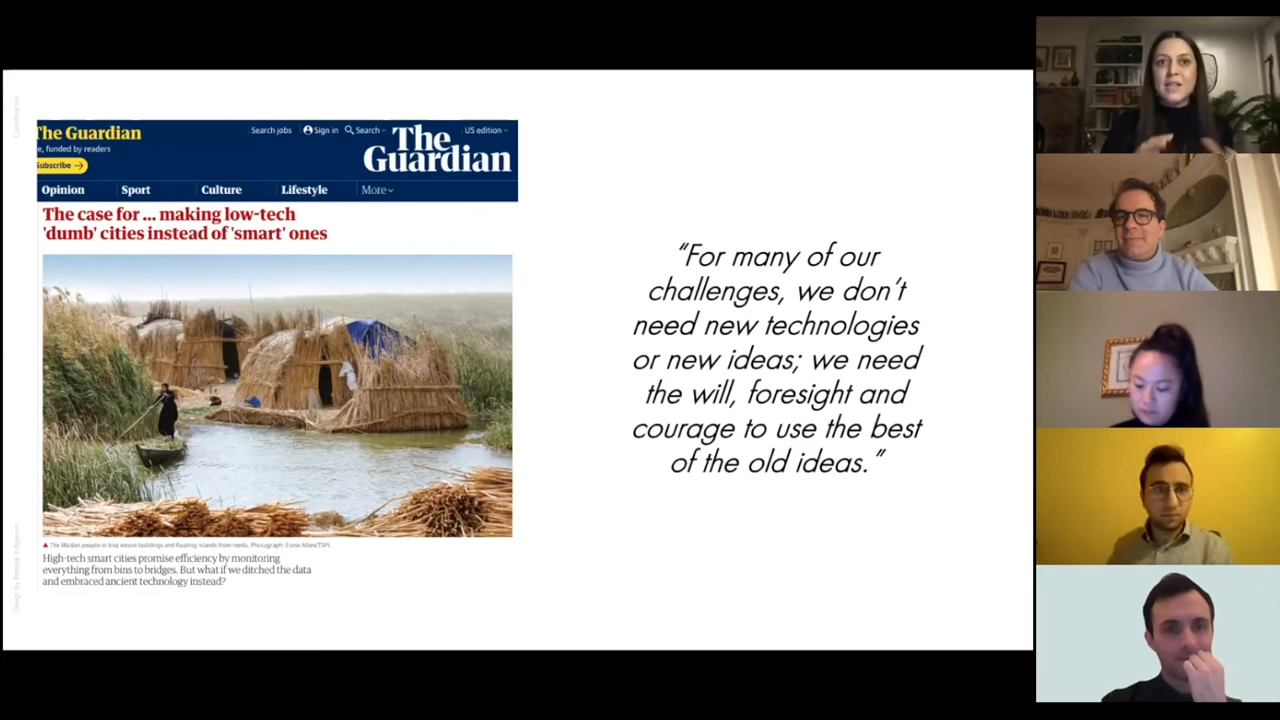 The Guardian
e, funded by readers
Subscribe →
Search jobs
Sign in
Search
The Guardian
US edition
Opinion
Sport
Culture
Lifestyle
More
The case for ... making low-tech
'dumb' cities instead of 'smart' ones
▲ The Ma'dan people in Iraq weave buildings and floating islands from reeds. Photograph: Esme Allen/TSPL
High-tech smart cities promise efficiency by monitoring
everything from bins to bridges. But what if we ditched the data
and embraced ancient technology instead?
“For many of our
challenges, we don’t
need new technologies
or new ideas; we need
the will, foresight and
courage to use the best
of the old ideas.”